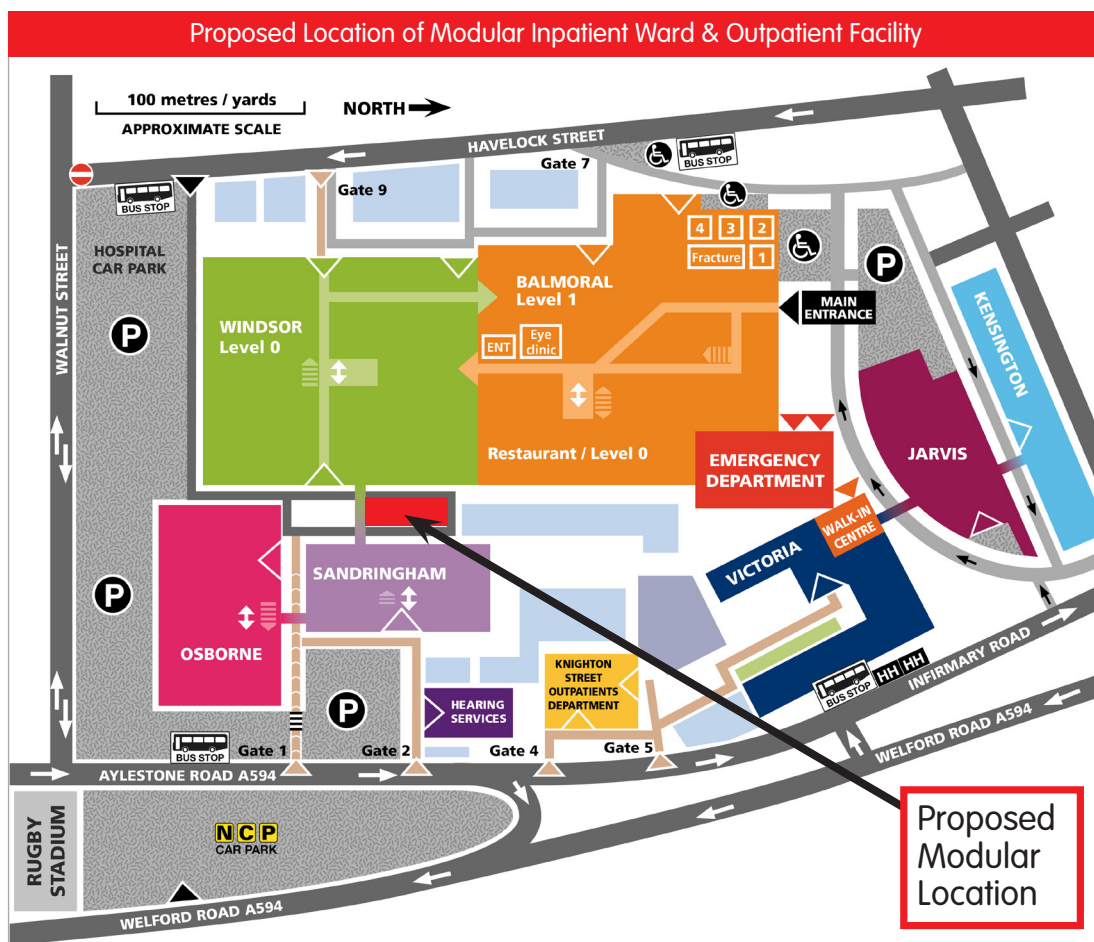 Proposed Location of Modular Inpatient Ward & Outpatient Facility
100 metres / yards
APPROXIMATE SCALE
NORTH
HAVELOCK STREET
BUS STOP
Gate 7
BUS STOP
Gate 9
HOSPITAL
CAR PARK
WALNUT STREET
P
4 3 2
Fracture 1
P
BALMORAL
Level 1
MAIN
ENTRANCE
KENSINGTON
WINDSOR
Level 0
ENT
Eye
clinic
Restaurant / Level 0
EMERGENCY
DEPARTMENT
JARVIS
WALK-IN
CENTRE
VICTORIA
P
SANDRINGHAM
OSBORNE
P
KNIGHTON
STREET
OUTPATIENTS
DEPARTMENT
HEARING
SERVICES
BUS STOP
HH HH
INFIRMARY ROAD
WELFORD ROAD A594
BUS STOP
Gate 1
Gate 2
Gate 4
Gate 5
AYLESTONE ROAD A594
RUGBY
STADIUM
NCP
CAR PARK
WELFORD ROAD A594
Proposed
Modular
Location